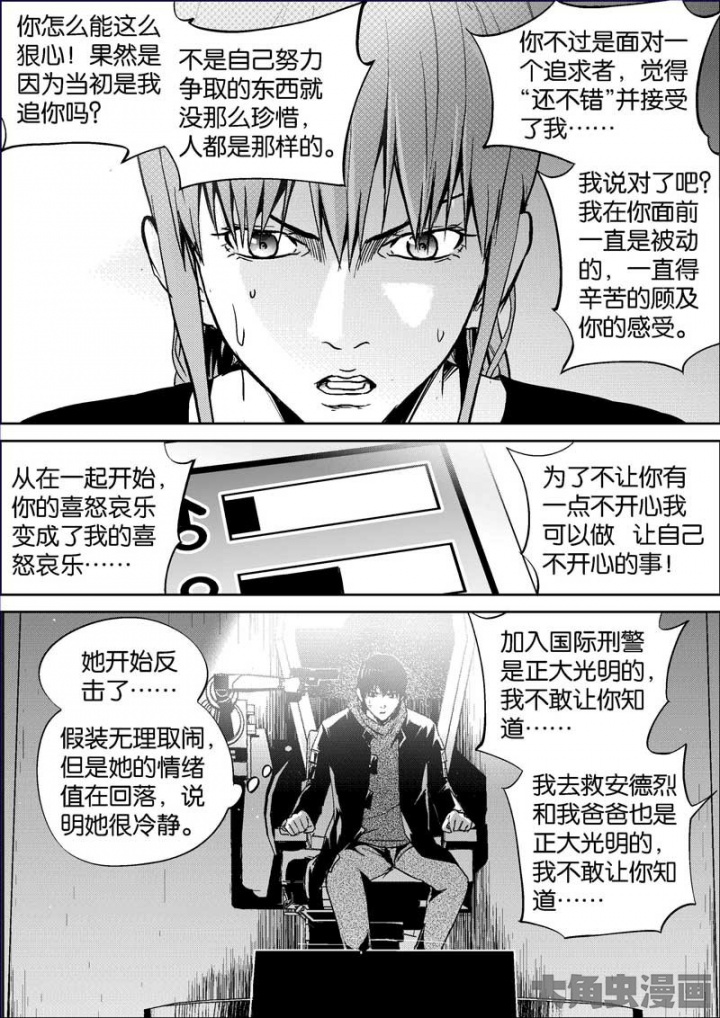 你怎么能这么
狠心！果然是
因为当初是我
追你吗？
不是自己努力
争取的东西就
没那么珍惜，
人都是那样的。
你不过是面对一
个追求者，觉得
“还不错”并接受
了我……
我说对了吧？
我在你面前
一直是被动
的，一直得
辛苦的顾及
你的感受。
从在一起开始，
你的喜怒哀乐
变成了我的喜
怒哀乐……
为了不让你有
一点不开心我
可以做 让自己
不开心的事！
她开始反
击了……
假装无理取闹，
但是她的情绪
值在回落，说
明她很冷静。
加入国际刑警
是正大光明的，
我不敢让你知
道……
我去救安德烈
和我爸爸也是
正大光明的，
我不敢让你知
道……
大角虫漫画